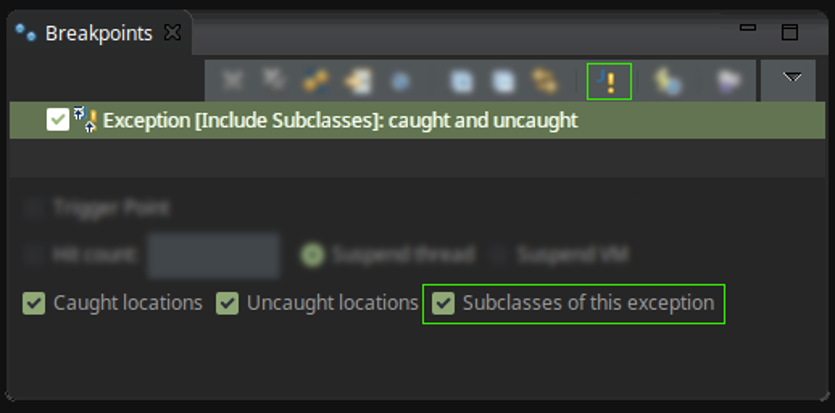 Breakpoints
Exception [Include Subclasses]: caught and uncaught
Trigger Point
Hit count: Suspend thread Suspend VM
Caught locations Uncaught locations Subclasses of this exception